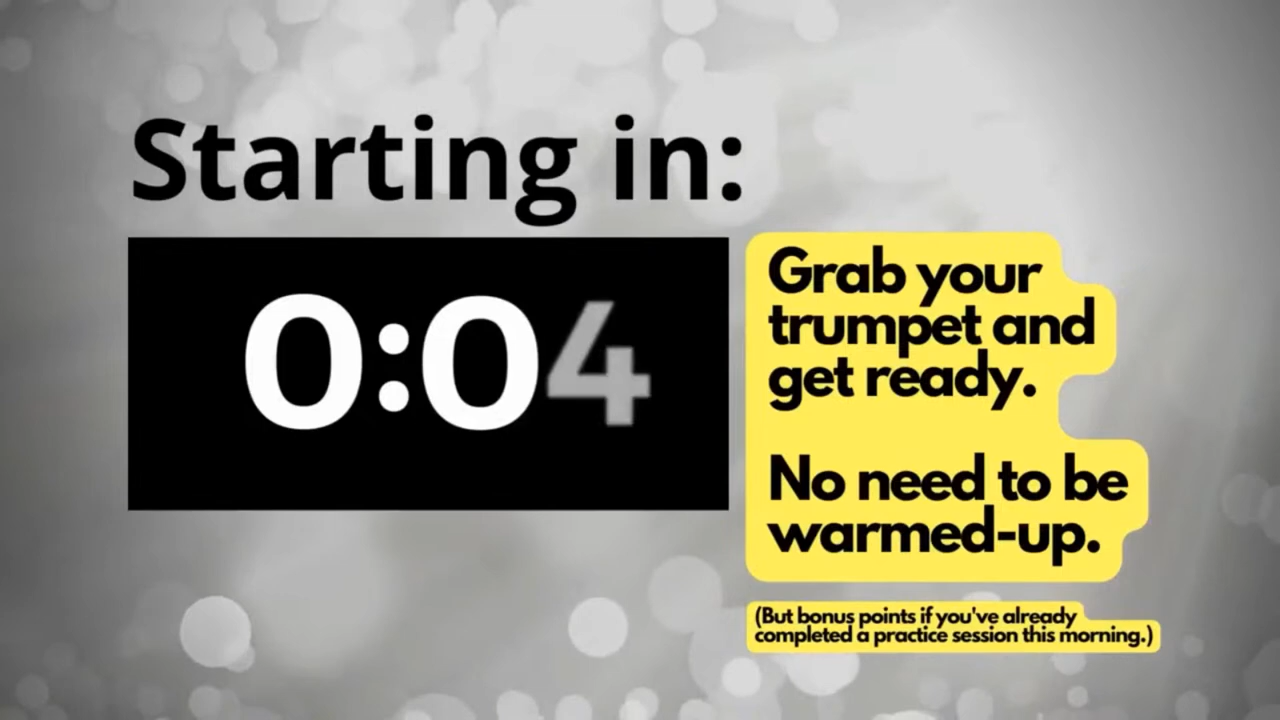 Starting in:
0:04
Grab your
trumpet and
get ready.
No need to be
warmed-up.
(But bonus points if you've already
completed a practice session this morning.)